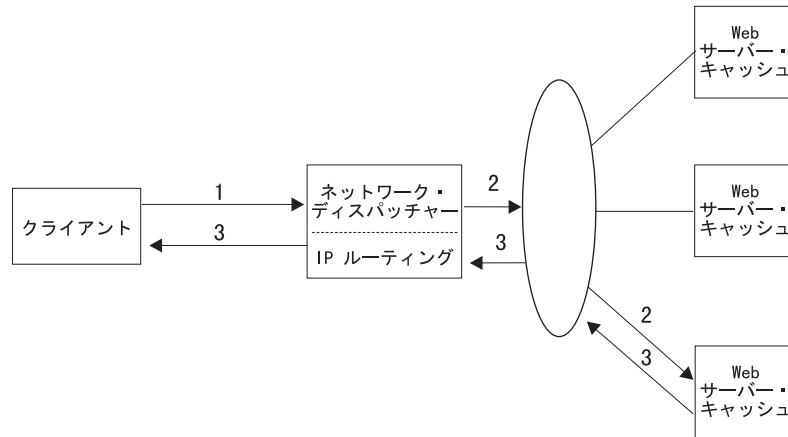 クライアント
1
3
ネットワーク・
ディスパッチャー
IP ルーティング
2
3
Web
サーバー・
キャッシュ
Web
サーバー・
キャッシュ
2
3
Web
サーバー・
キャッシュ